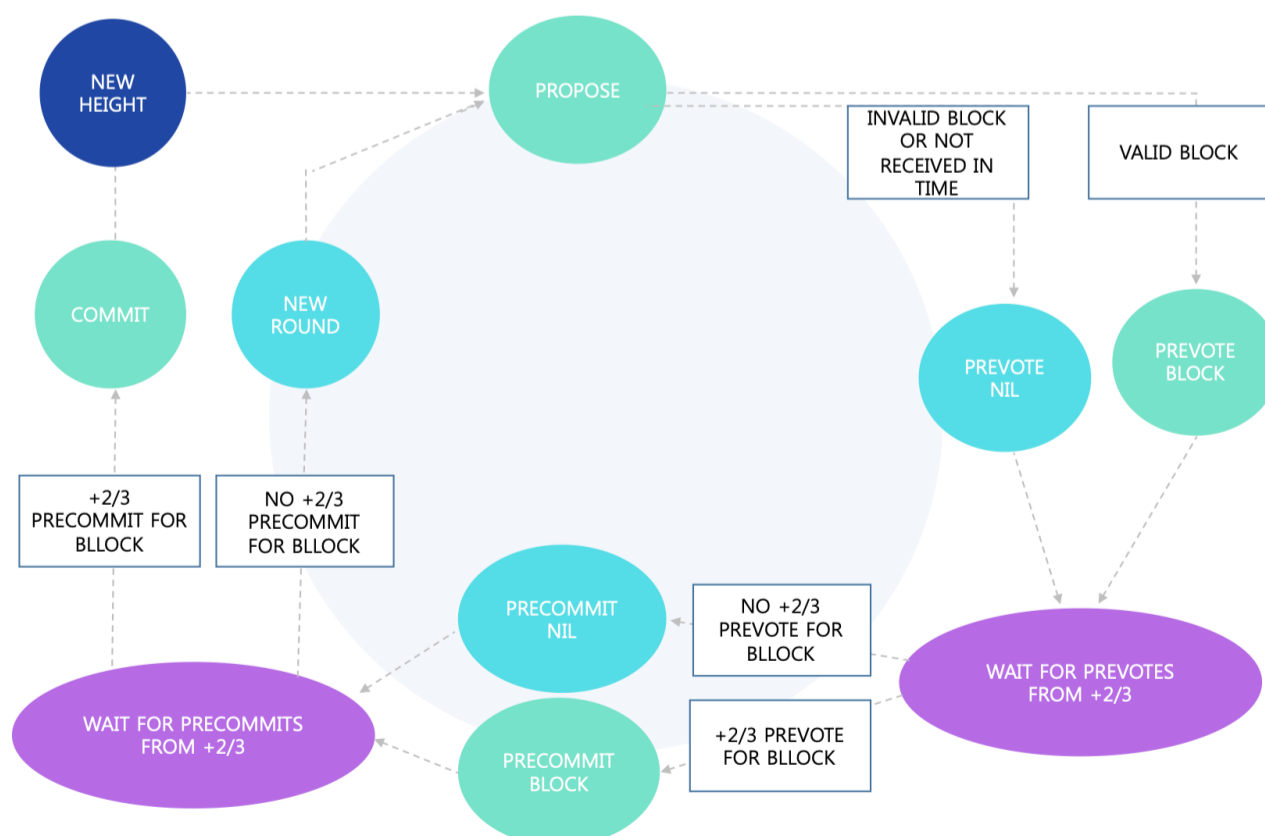 NEW
HEIGHT
PROPOSE
INVALID BLOCK
OR NOT
RECEIVED IN
TIME
VALID BLOCK
COMMIT
NEW
ROUND
PREVOTE
NIL
PREVOTE
BLOCK
+2/3
PRECOMMIT FOR
BLLOCK
NO +2/3
PRECOMMIT
FOR BLLOCK
PRECOMMIT
NIL
NO +2/3
PREVOTE FOR
BLLOCK
WAIT FOR PREVOTES
FROM +2/3
WAIT FOR PRECOMMITS
FROM +2/3
PRECOMMIT
BLOCK
+2/3 PREVOTE
FOR BLLOCK